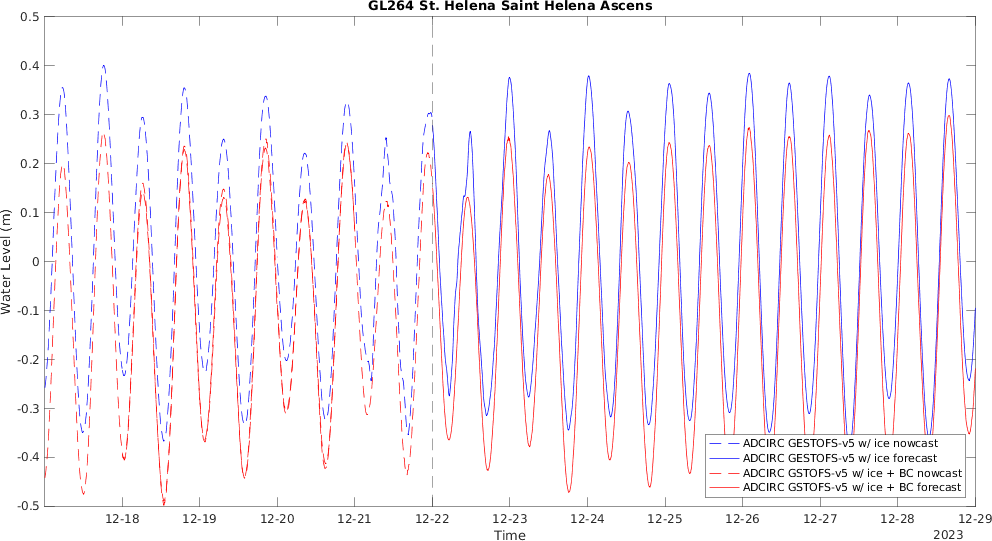 GL264 St. Helena Saint Helena Ascens
0.5
0.4
0.3
0.2
0.1
0
-0.1
-0.2
-0.3
-0.4
-0.5
Water Level (m)
ADCIRC GESTOFS-v5 w/ ice nowcast
ADCIRC GESTOFS-v5 w/ ice forecast
ADCIRC GSTOFS-v5 w/ ice + BC nowcast
ADCIRC GSTOFS-v5 w/ ice + BC forecast
12-18 12-19 12-20 12-21 12-22 12-23 12-24 12-25 12-26 12-27 12-28 12-29
Time
2023